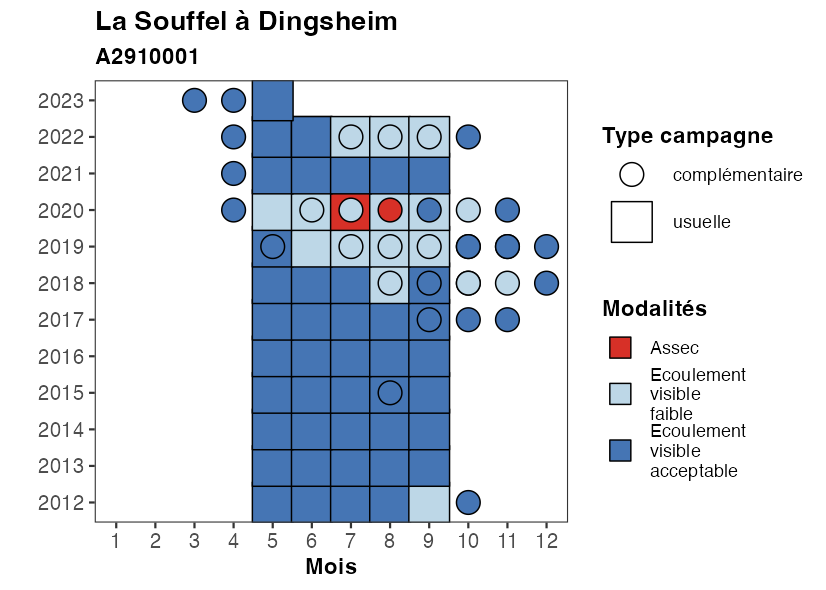 La Souffel à Dingsheim
A2910001
2023
2022
2021
2020
2019
2018
2017
2016
2015
2014
2013
2012
1 2 3 4 5 6 7 8 9 10 11 12
Mois
Type campagne
complémentaire
usuelle
Modalités
Assec
Ecoulement
visible
faible
Ecoulement
visible
acceptable